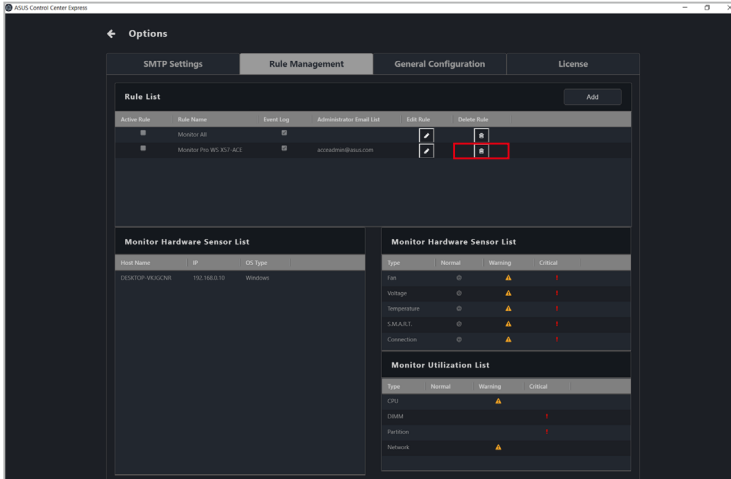 ASUS Control Center Express
Options
SMTP Settings Rule Management General Configuration License
Rule List Add
Active Rule Rule Name Event Log Administrator Email List Edit Rule Delete Rule
Monitor All
Monitor Pro WS X57-ACE acceadmin@asus.com
Monitor Hardware Sensor List
Host Name IP OS Type
DESKTOP-VK3GCNR 192.168.0.10 Windown
Monitor Hardware Sensor List
Type Normal Warning Critical
Fan
Voltage
Temperature
S.M.A.R.T.
Connection
Monitor Utilization List
Type Normal Warning Critical
CPU
DIMM
Partition
Network